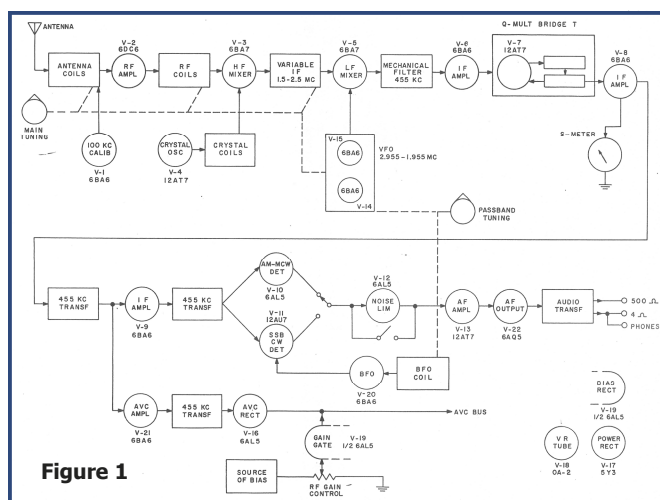 ANTENNA
ANTENNA
COILS
V-2
6DC6
RF
AMPL
RF
COILS
V-3
6BA7
HF
MIXER
VARIABLE
IF
1.5-2.5 MC
V-5
6BA7
LF
MIXER
MECHANICAL
FILTER
455 KC
V-6
6BA6
IF
AMPL
Q-MULT BRIDGE T
V-7
12AT7
V-8
6BA6
IF
AMPL
MAIN
TUNING
100 KC
CALIB
V-1
6BA6
CRYSTAL
OSC
V-4
12AT7
CRYSTAL
COILS
V-15
6BA6
6BA6
V-14
VFO
2.955-1.955 MC
PASSBAND
TUNING
S-METER
455 KC
TRANSF
IF
AMPL
V-9
6BA6
455 KC
TRANSF
AM-MCW
DET
V-10
6AL5
V-11
12AU7
SSB
CW
DET
V-12
6AL5
NOISE
LIM
AF
AMPL
V-13
12AT7
AF
OUTPUT
V-22
6AQ5
AUDIO
TRANSF
500 Ω
4 Ω
PHONES
BFO
V-20
6BA6
BFO
COIL
AVC
AMPL
V-21
6BA6
455 KC
TRANSF
AVC
RECT
V-16
6AL5
AVC BUS
GAIN
GATE
V-19
1/2 6AL5
SOURCE
OF BIAS
RF GAIN
CONTROL
BIAS
RECT
V-19
1/2 6AL5
VR
TUBE
V-18
OA-2
POWER
RECT
V-17
5Y3
Figure 1